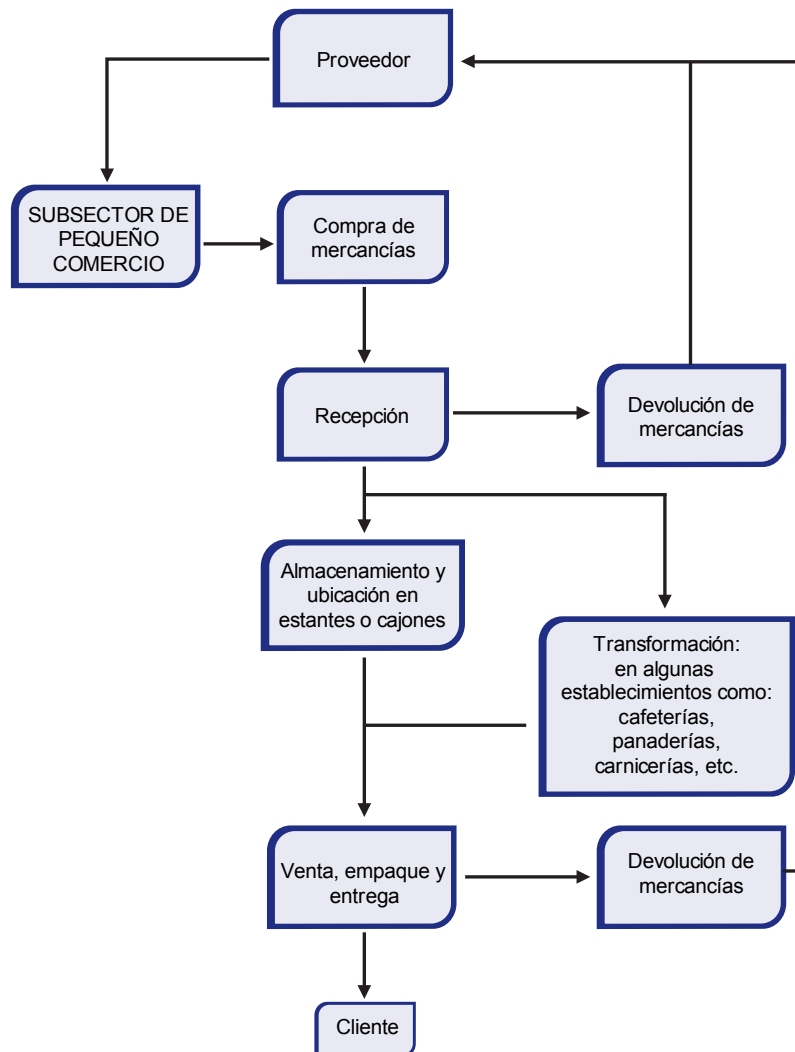 Proveedor
SUBSECTOR DE
PEQUEÑO
COMERCIO
Compra de
mercancías
Recepción
Devolución de
mercancías
Almacenamiento y
ubicación en
estantes o cajones
Transformación:
en algunas
establecimientos como:
cafeterías,
panaderías,
carnicerías, etc.
Venta, empaque y
entrega
Devolución de
mercancías
Cliente